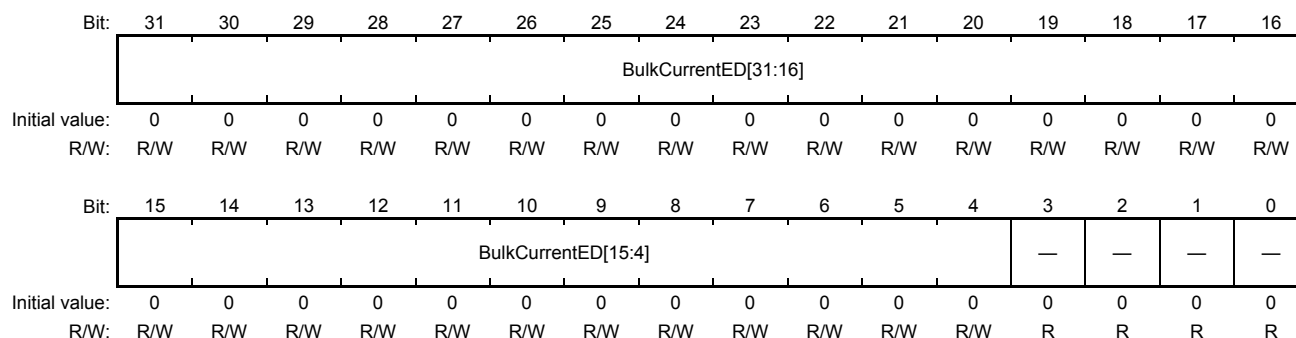 Bit: 31 30 29 28 27 26 25 24 23 22 21 20 19 18 17 16
BulkCurrentED[31:16]
Initial value: 0 0 0 0 0 0 0 0 0 0 0 0 0 0 0 0
R/W: R/W R/W R/W R/W R/W R/W R/W R/W R/W R/W R/W R/W R/W R/W R/W R/W
Bit: 15 14 13 12 11 10 9 8 7 6 5 4 3 2 1 0
BulkCurrentED[15:4] — — — —
Initial value: 0 0 0 0 0 0 0 0 0 0 0 0 0 0 0 0
R/W: R/W R/W R/W R/W R/W R/W R/W R/W R/W R/W R/W R/W R R R R